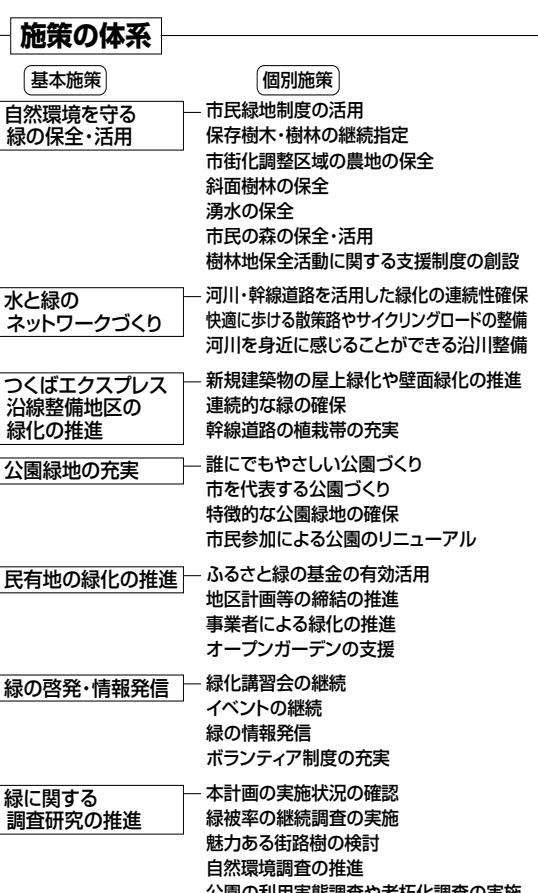 施策の体系
基本施策
個別施策
自然環境を守る
緑の保全・活用
市民緑地制度の活用
保存樹木・樹林の継続指定
市街化調整区域の農地の保全
斜面樹林の保全
湧水の保全
市民の森の保全・活用
樹林地保全活動に関する支援制度の創設
水と緑の
ネットワークづくり
河川・幹線道路を活用した緑化の連続性確保
快適に歩ける散策路やサイクリングロードの整備
河川を身近に感じることができる沿川整備
つくばエクスプレス
沿線整備地区の
緑化の推進
新規建築物の屋上緑化や壁面緑化の推進
連続的な緑の確保
幹線道路の植栽帯の充実
公園緑地の充実
誰にでもやさしい公園づくり
市を代表する公園づくり
特徴的な公園緑地の確保
市民参加による公園のリニューアル
民有地の緑化の推進
ふるさと緑の基金の有効活用
地区計画等の締結の推進
事業者による緑化の推進
オープンガーデンの支援
緑の啓発・情報発信
緑化講習会の継続
イベントの継続
緑の情報発信
ボランティア制度の充実
緑に関する
調査研究の推進
本計画の実施状況の確認
緑被率の継続調査の実施
魅力ある街路樹の検討
自然環境調査の推進
公園の利用実態調査や老朽化調査の実施